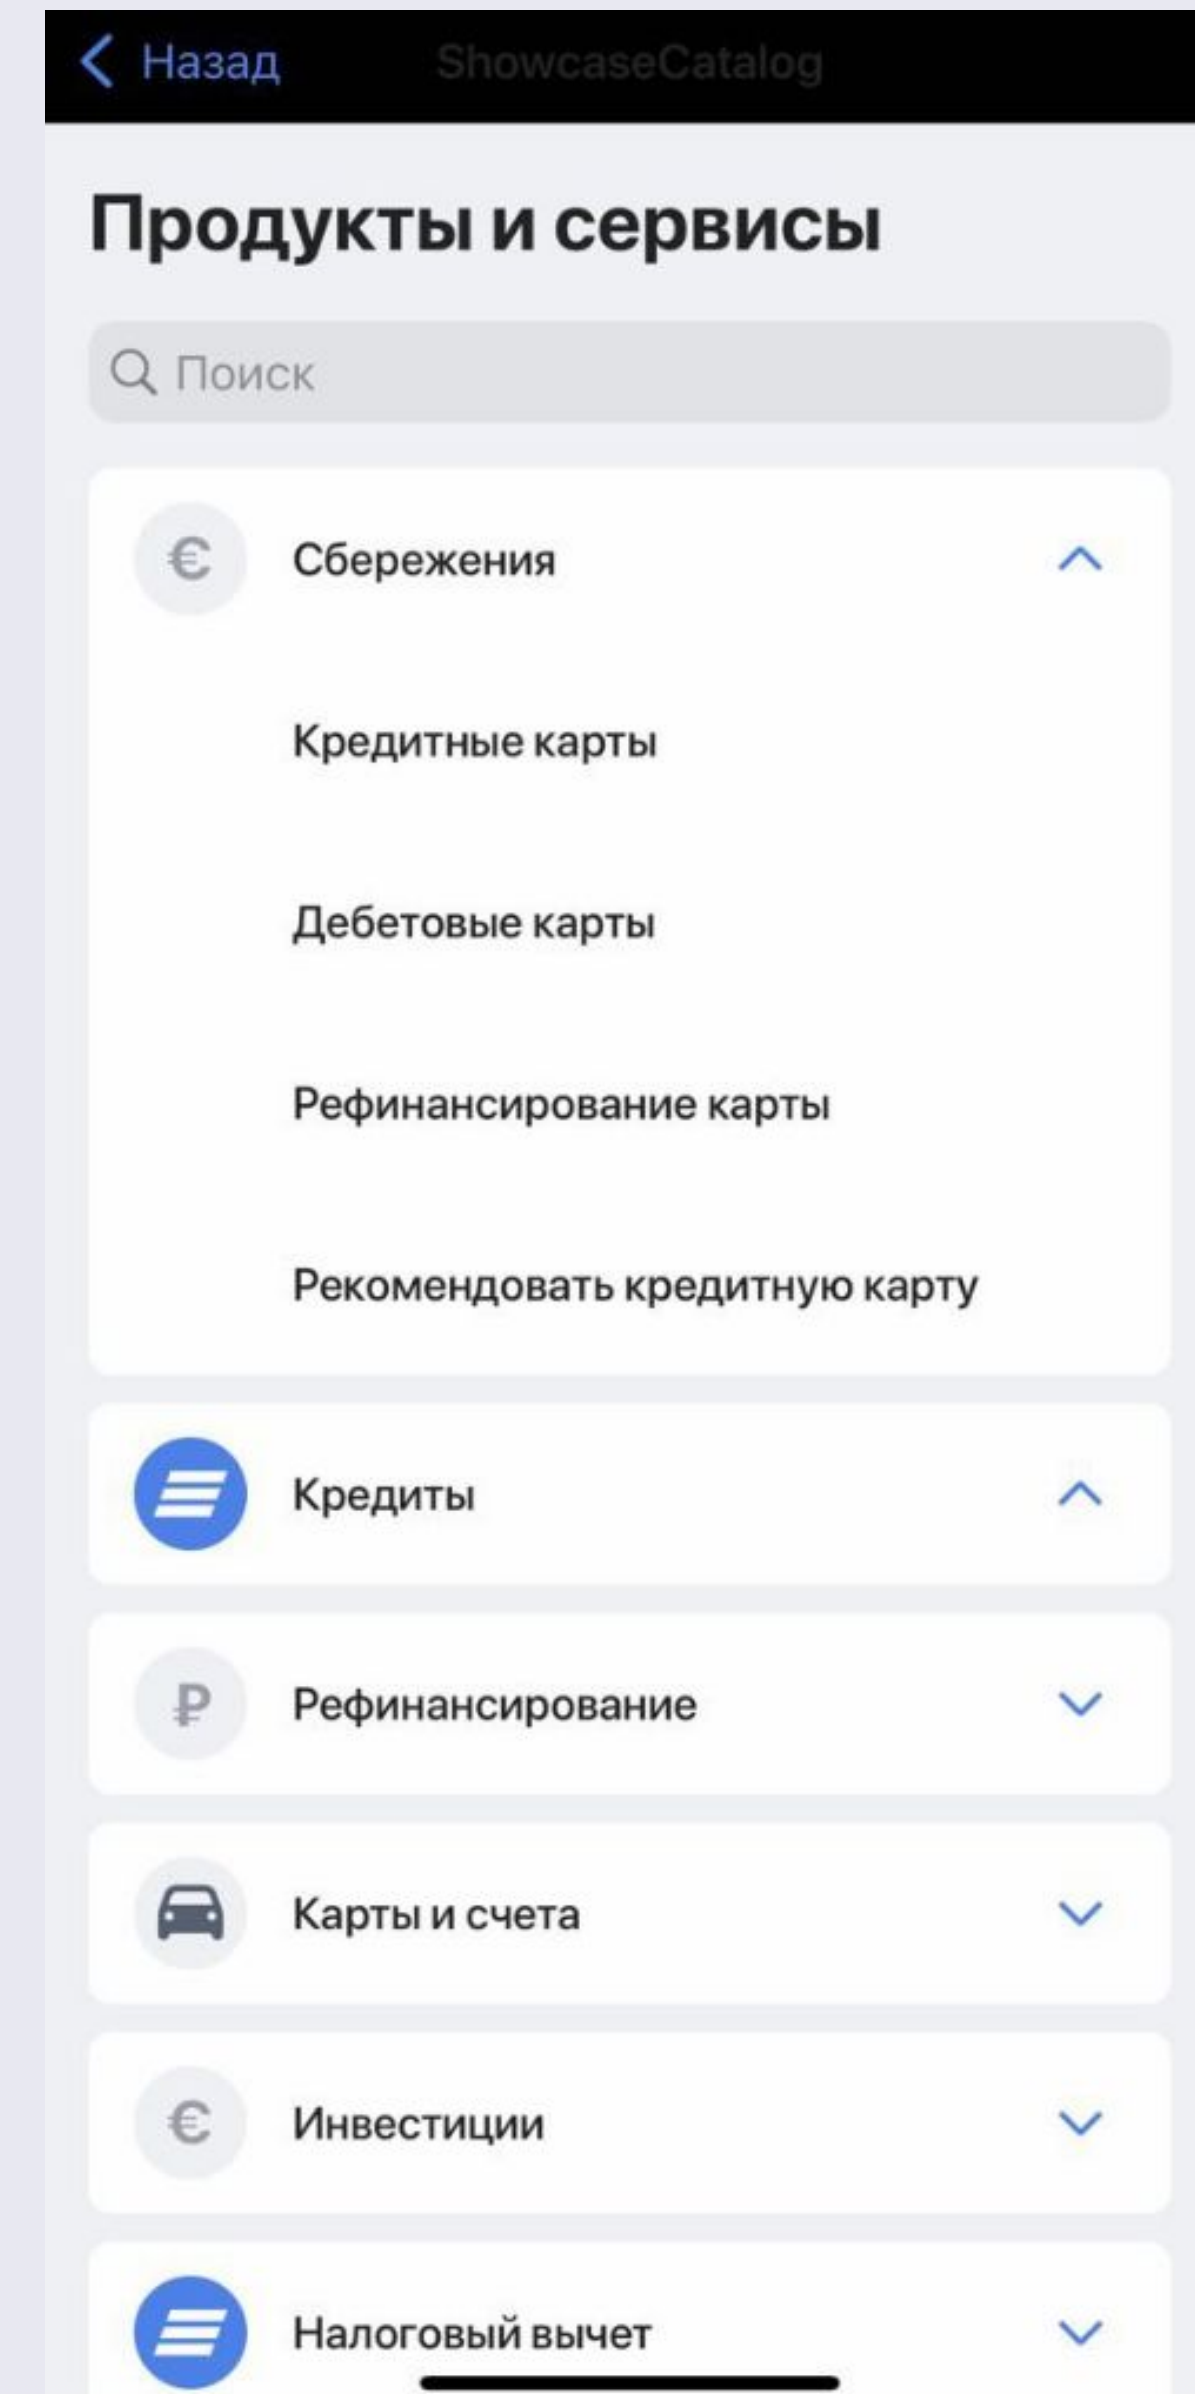 Назад
ShowcaseCatalog
Продукты и сервисы
Поиск
€
Сбережения
Кредитные карты
Дебетовые карты
Рефинансирование карты
Рекомендовать кредитную карту
Кредиты
₽
Рефинансирование
Карты и счета
€
Инвестиции
Налоговый вычет